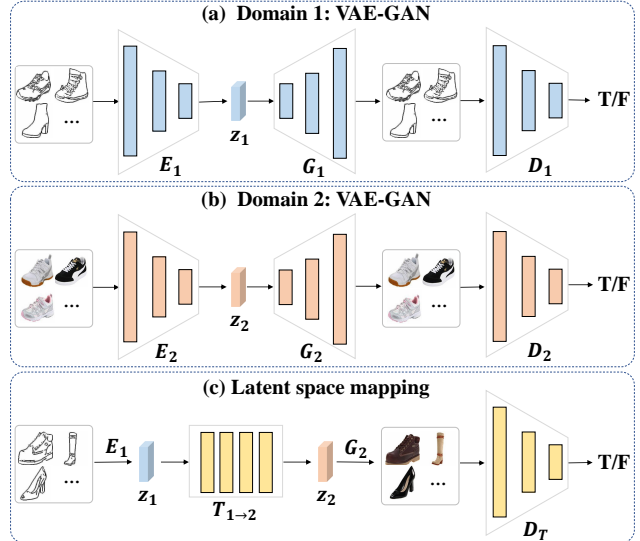 (a) Domain 1: VAE-GAN
...
z₁
T/F
E₁
G₁
D₁
(b) Domain 2: VAE-GAN
...
z₂
T/F
E₂
G₂
D₂
(c) Latent space mapping
E₁
G₂
...
z₁
z₂
T/F
T₁→₂
D_T